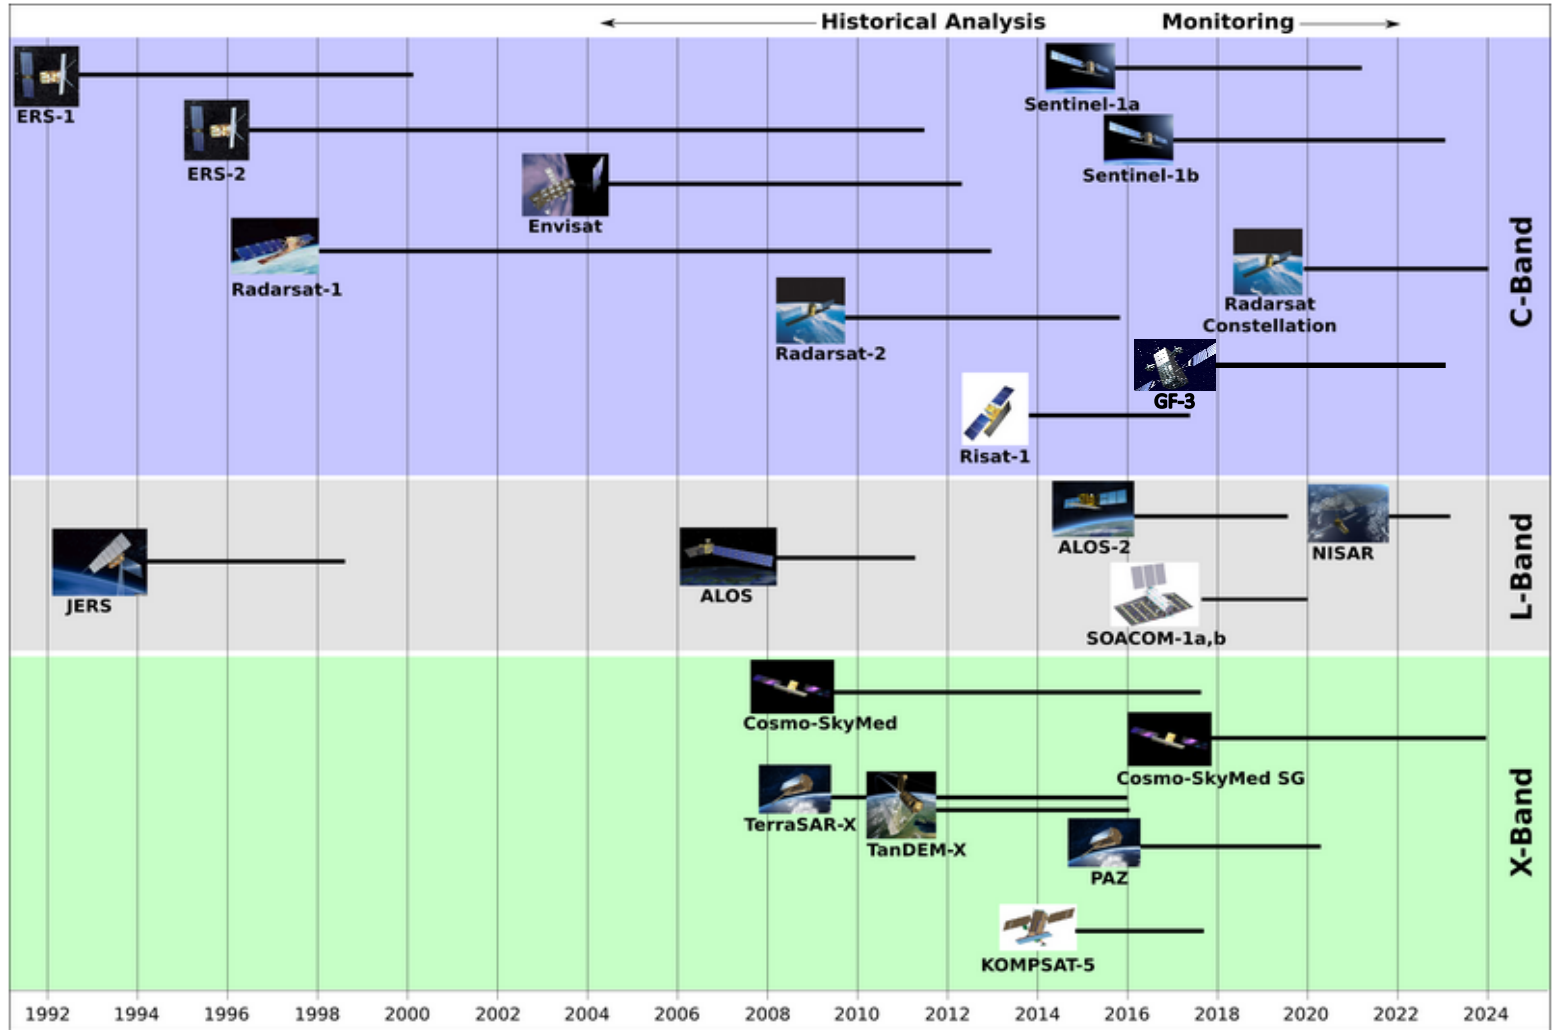 Historical Analysis
Monitoring
ERS-1
ERS-2
Envisat
Radarsat-1
Radarsat-2
Risat-1
Sentinel-1a
Sentinel-1b
Radarsat
Constellation
GF-3
C-Band
JERS
ALOS
ALOS-2
NISAR
SOACOM-1a,b
L-Band
Cosmo-SkyMed
Cosmo-SkyMed SG
TerraSAR-X
TanDEM-X
PAZ
KOMPSAT-5
X-Band
1992 1994 1996 1998 2000 2002 2004 2006 2008 2010 2012 2014 2016 2018 2020 2022 2024